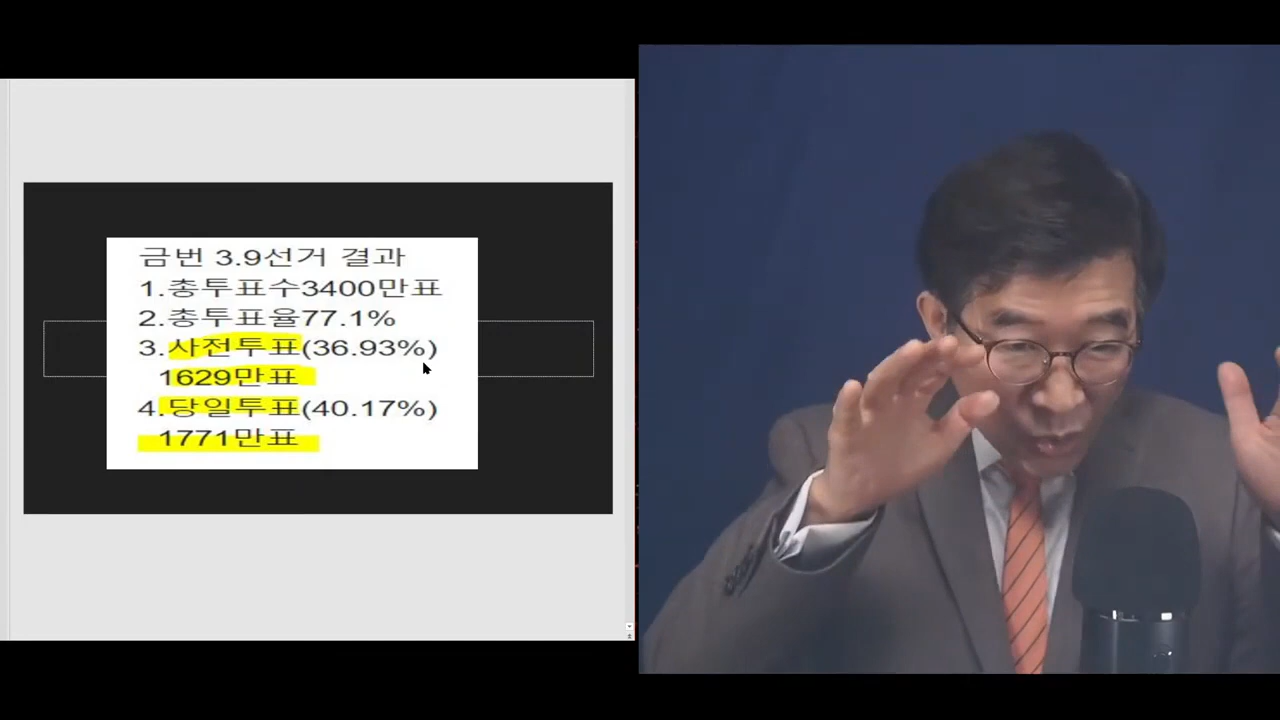 금번 3.9선거 결과
1.총투표수3400만표
2.총투표율77.1%
3.사전투표(36.93%)
1629만표
4.당일투표(40.17%)
1771만표